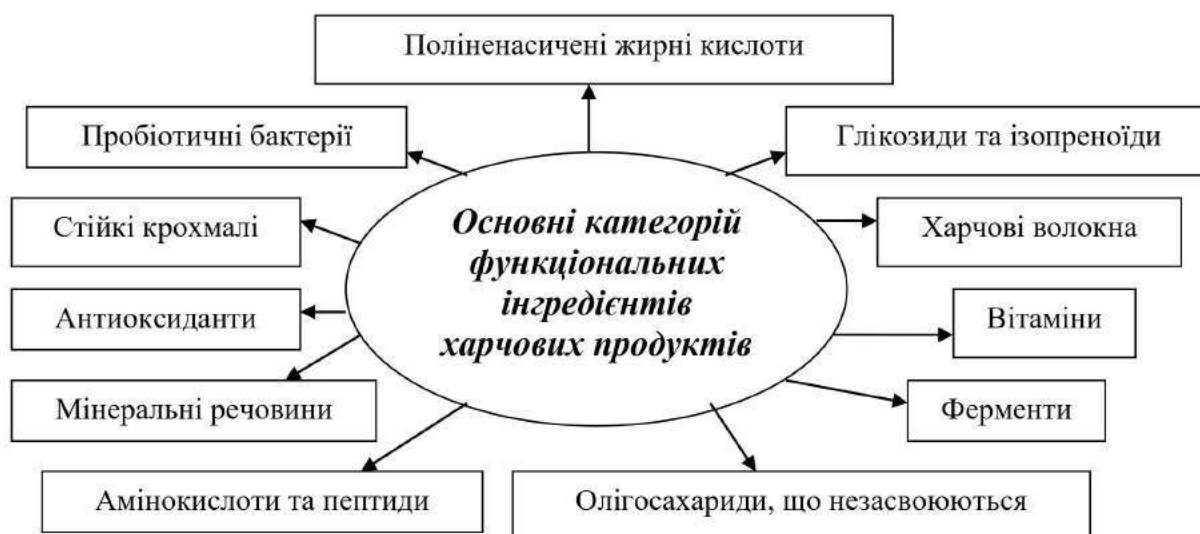 Поліненасичені жирні кислоти
Пробіотичні бактерії
Глікозиди та ізопреноїди
Стійкі крохмалі
Основні категорій
функціональних
інгредієнтів
харчових продуктів
Харчові волокна
Антиоксиданти
Вітаміни
Мінеральні речовини
Ферменти
Амінокислоти та пептиди
Олігосахариди, що незасвоюються